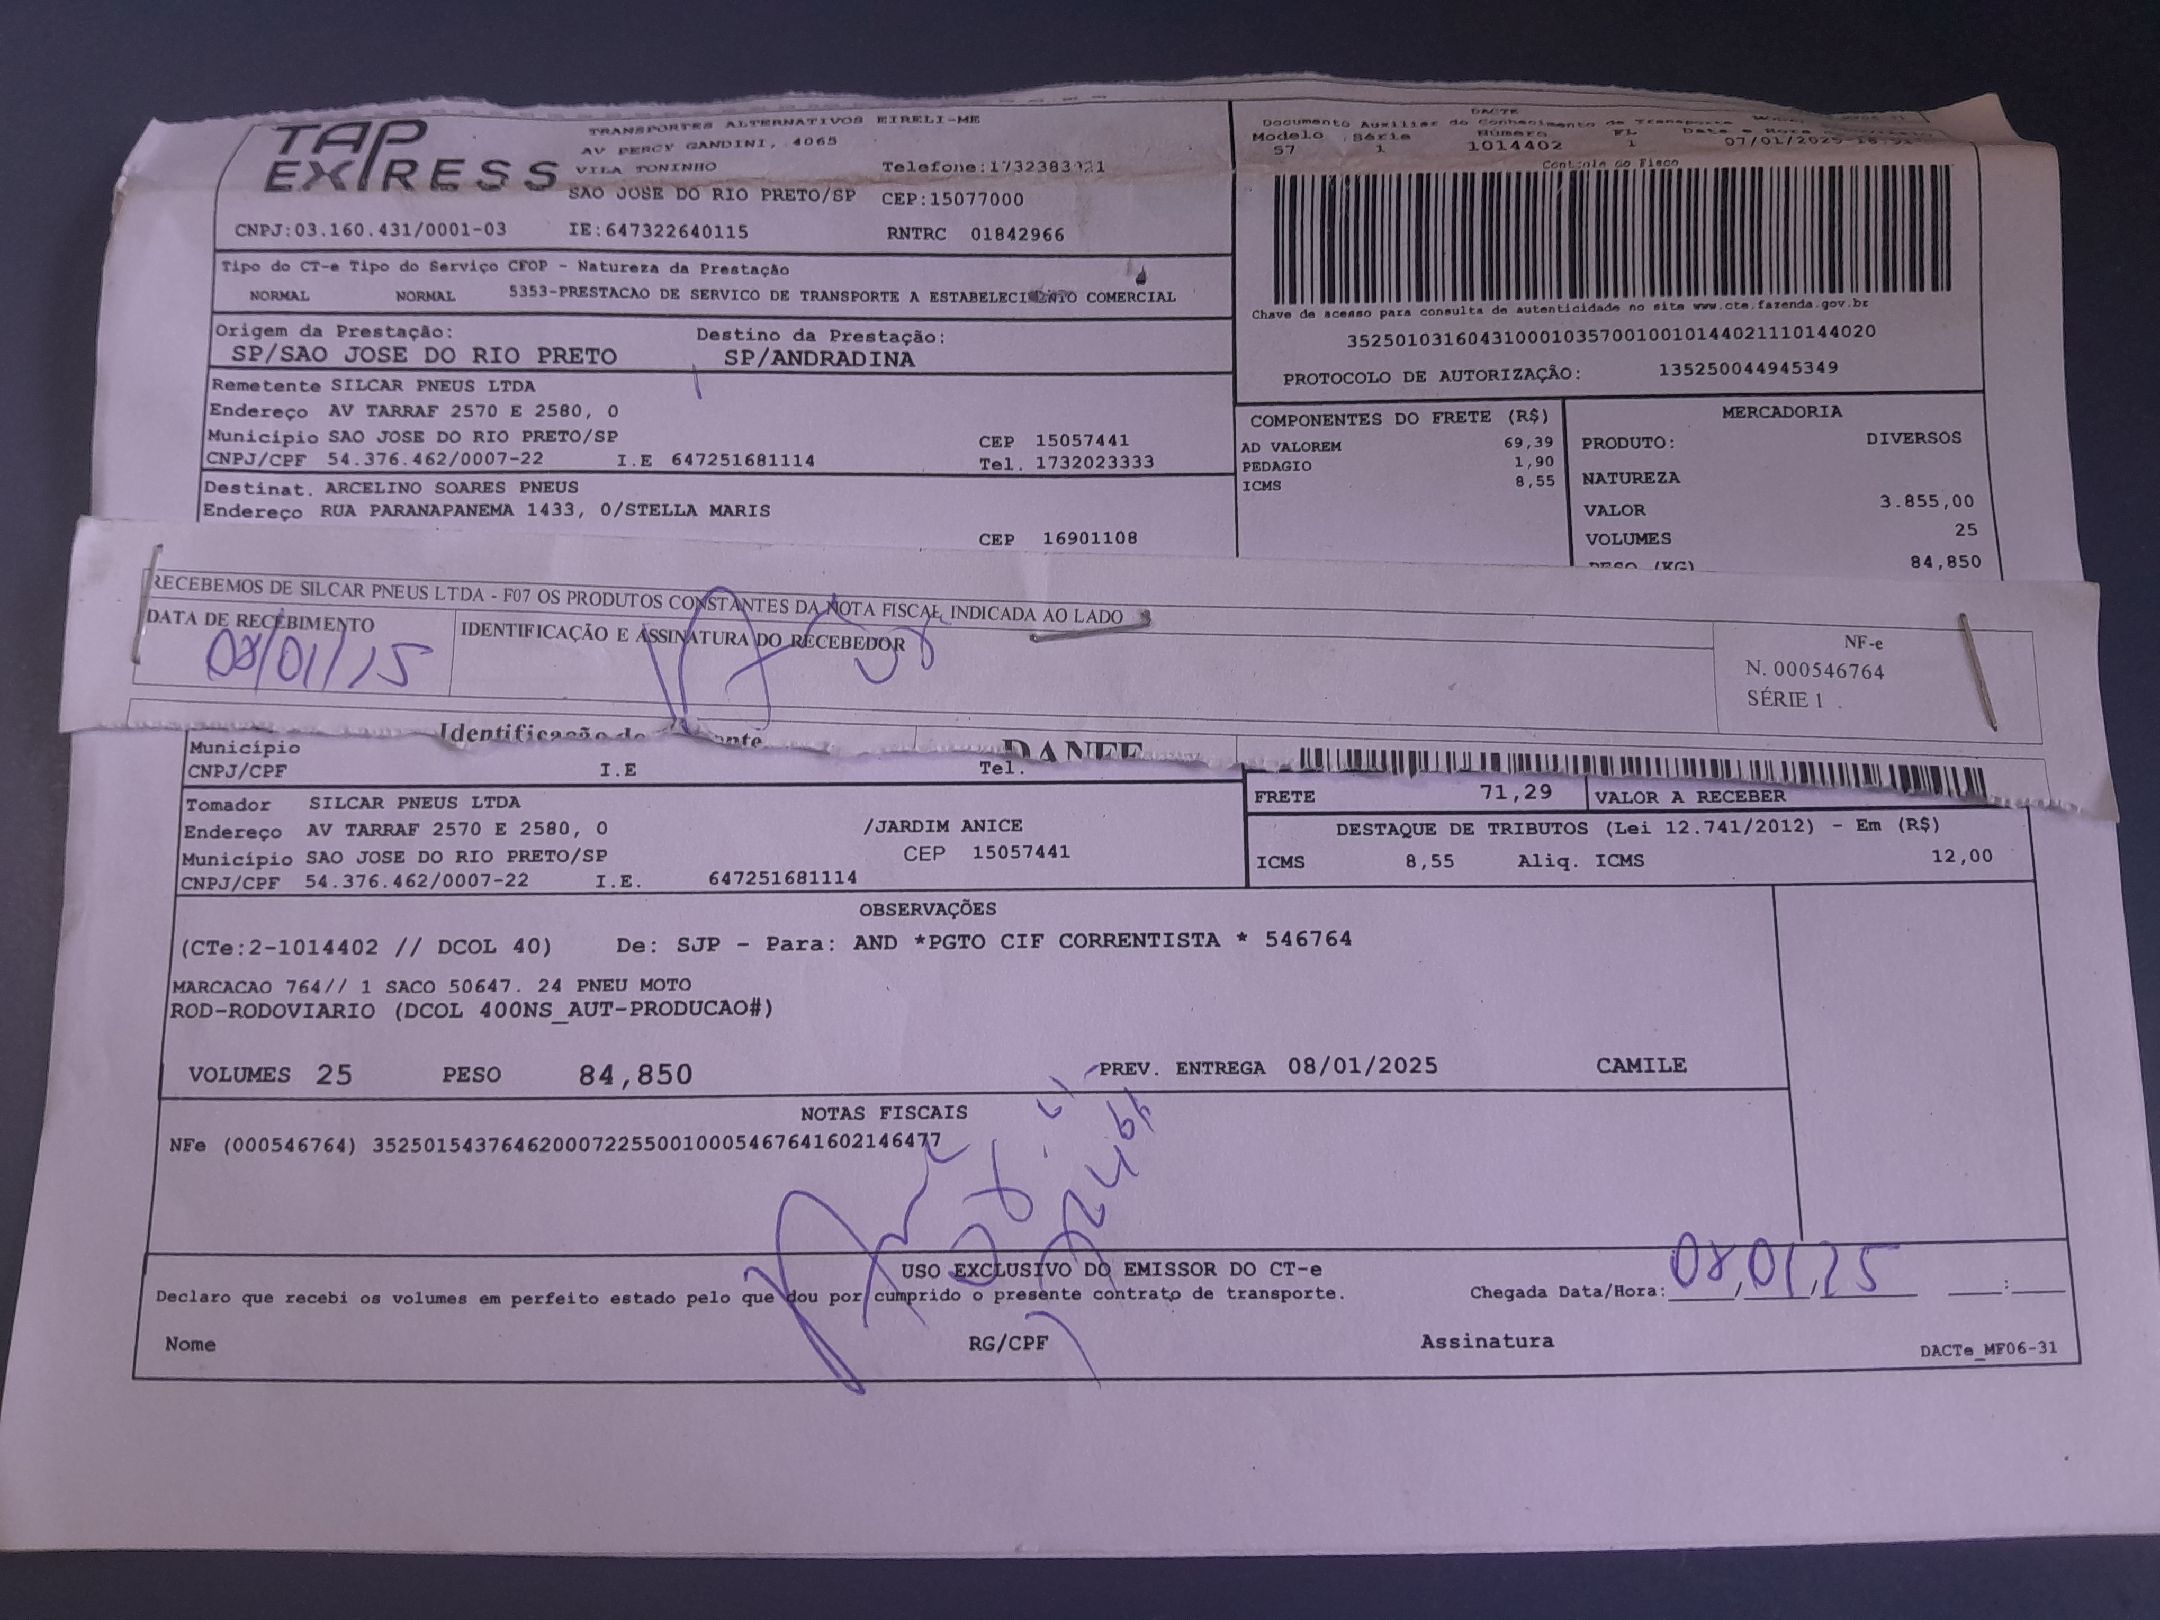 TAP EXPRESS
TRANSPORTES ALTERNATIVOS EIRELI-ME
AV PERCY GANDINI, 4065
VILA TONINHO
SAO JOSE DO RIO PRETO/SP CEP:15077000
CNPJ:03.160.431/0001-03 IE:647322640115 RNTRC 01842966
DACTE
Documento Auxiliar do Conhecimento de Transporte
Modelo Série Número FL Data e Hora
57 1 1014402 1
Controle do Fisco
Chave de acesso para consulta de autenticidade no site www.cte.fazenda.gov.br
35250103160431000103570010010144021110144020
PROTOCOLO DE AUTORIZAÇÃO: 135250044945349
Tipo do CT-e Tipo do Serviço CFOP - Natureza da Prestação
NORMAL NORMAL 5353-PRESTACAO DE SERVICO DE TRANSPORTE A ESTABELECIMENTO COMERCIAL
Origem da Prestação: Destino da Prestação:
SP/SAO JOSE DO RIO PRETO SP/ANDRADINA
Remetente SILCAR PNEUS LTDA
Endereço AV TARRAF 2570 E 2580, 0
Município SAO JOSE DO RIO PRETO/SP CEP 15057441
CNPJ/CPF 54.376.462/0007-22 I.E 647251681114 Tel. 1732023333
Destinat. ARCELINO SOARES PNEUS
Endereço RUA PARANAPANEMA 1433, 0/STELLA MARIS
CEP 16901108
COMPONENTES DO FRETE (R$)
AD VALOREM 69,39
PEDAGIO 1,90
ICMS 8,55
MERCADORIA
PRODUTO: DIVERSOS
NATUREZA
VALOR 3.855,00
VOLUMES 25
PESO (KG) 84,850
RECEBEMOS DE SILCAR PNEUS LTDA - F07 OS PRODUTOS CONSTANTES DA NOTA FISCAL INDICADA AO LADO
DATA DE RECEBIMENTO IDENTIFICAÇÃO E ASSINATURA DO RECEBEDOR
08/01/25
NF-e
N. 000546764
SÉRIE 1
DANFE
Município
CNPJ/CPF I.E Tel.
FRETE 71,29 VALOR A RECEBER
Tomador SILCAR PNEUS LTDA
Endereço AV TARRAF 2570 E 2580, 0 /JARDIM ANICE
Município SAO JOSE DO RIO PRETO/SP CEP 15057441
CNPJ/CPF 54.376.462/0007-22 I.E. 647251681114
DESTAQUE DE TRIBUTOS (Lei 12.741/2012) - Em (R$)
ICMS 8,55 Aliq. ICMS 12,00
OBSERVAÇÕES
(CTe:2-1014402 // DCOL 40) De: SJP - Para: AND *PGTO CIF CORRENTISTA * 546764
MARCACAO 764// 1 SACO 50647. 24 PNEU MOTO
ROD-RODOVIARIO (DCOL 400NS_AUT-PRODUCAO#)
VOLUMES 25 PESO 84,850 PREV. ENTREGA 08/01/2025 CAMILE
NOTAS FISCAIS
NFe (000546764) 35250154376462000722550010005467641602146477
USO EXCLUSIVO DO EMISSOR DO CT-e
Declaro que recebi os volumes em perfeito estado pelo que dou por cumprido o presente contrato de transporte. Chegada Data/Hora: 08/01/25 :
Nome RG/CPF Assinatura
DACTe_MF06-31